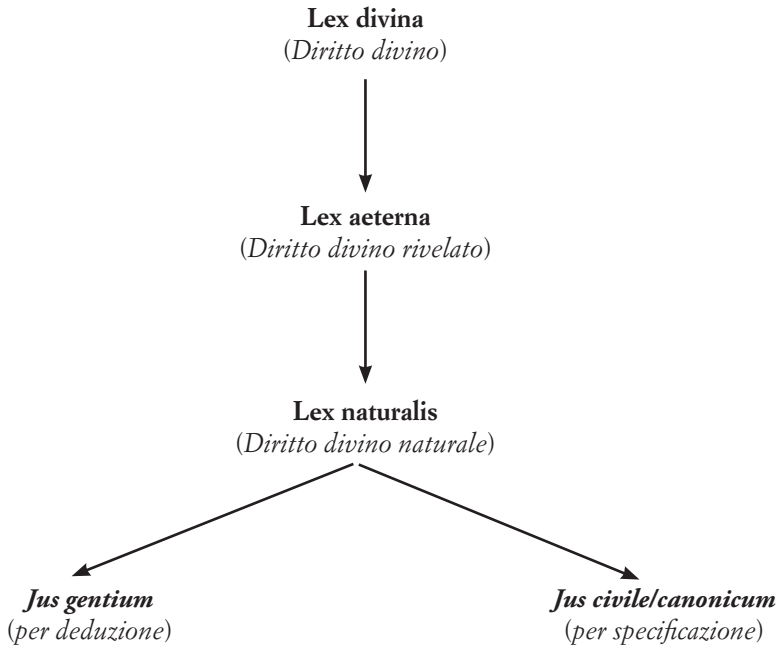 Lex divina
(Diritto divino)
Lex aeterna
(Diritto divino rivelato)
Lex naturalis
(Diritto divino naturale)
Jus gentium
(per deduzione)
Jus civile/canonicum
(per specificazione)